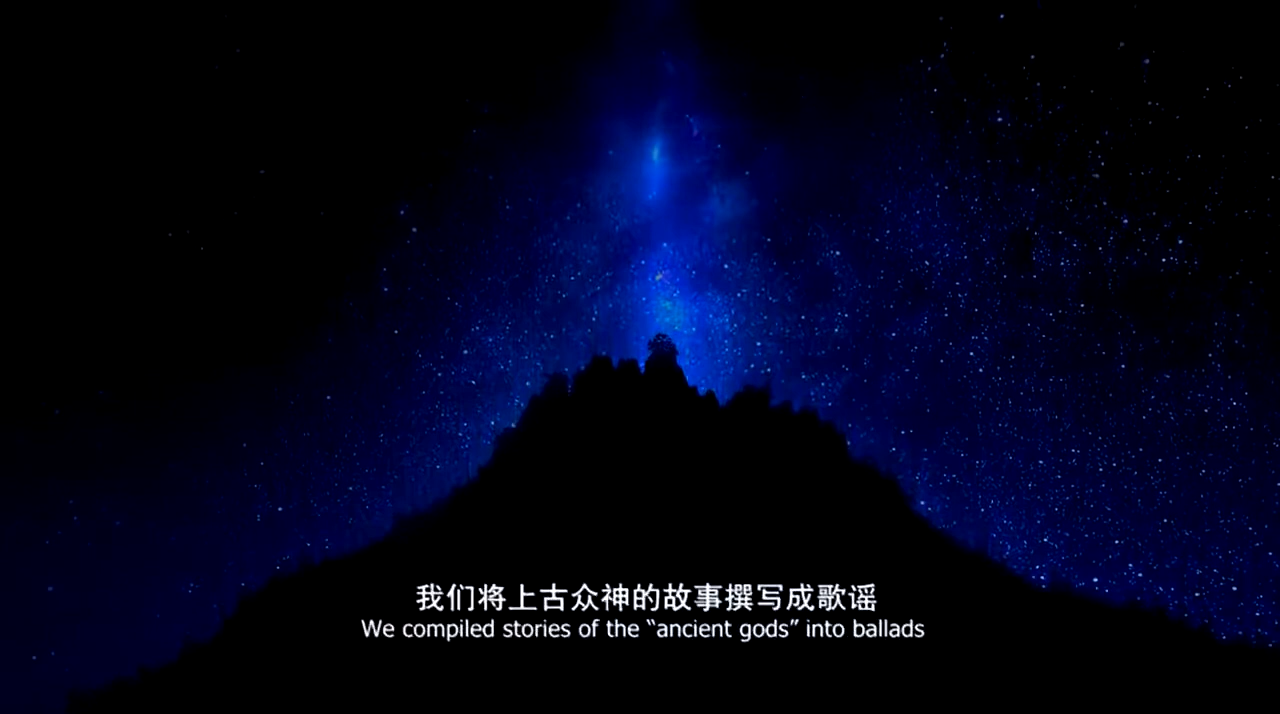 我们将上古众神的故事撰写成歌谣
We compiled stories of the “ancient gods” into ballads